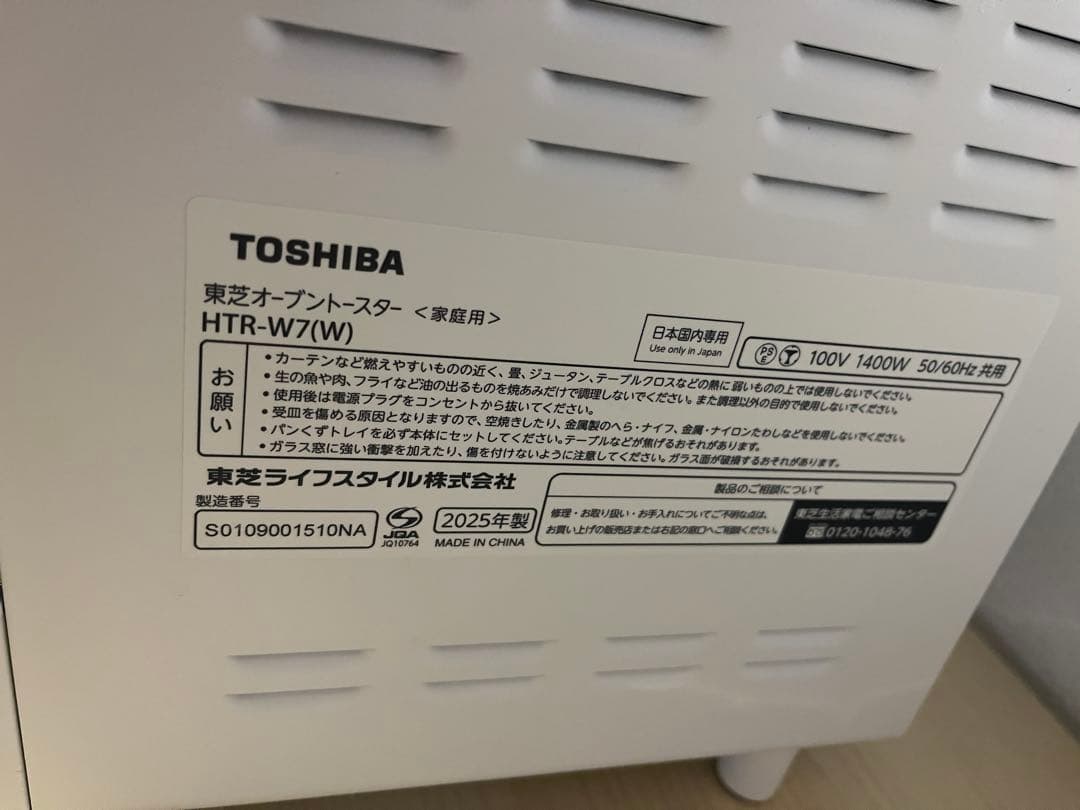 TOSHIBA
東芝オーブントースター <家庭用>
HTR-W7(W)
日本国内専用
Use only in Japan
PS E 100V 1400W 50/60Hz 共用
お願い
•カーテンなど燃えやすいものの近く、畳、ジュータン、テーブルクロスなどの熱に弱いものの上では使用しないでください。
•生の魚や肉、フライなど油の出るものを焼あみだけで調理しないでください。また調理以外の目的で使用しないでください。
•使用後は電源プラグをコンセントから抜いてください。
•受皿を傷める原因となりますので、空焼きしたり、金属製のへら・ナイフ、金属・ナイロンたわしなどを使用しないでください。
•パンくずトレイを必ず本体にセットしてください。テーブルなどが焦げるおそれがあります。
•ガラス窓に強い衝撃を加えたり、傷を付けないように注意してください。ガラス面が破損するおそれがあります。
東芝ライフスタイル株式会社
製造番号
S0109001510NA
JQA
JQ10764
2025年製
MADE IN CHINA
製品のご相談について
修理・お取り扱い・お手入れについてご不明な点は、
お買い上げの販売店または右記の窓口へご相談ください。
東芝生活家電ご相談センター
0120-1048-76